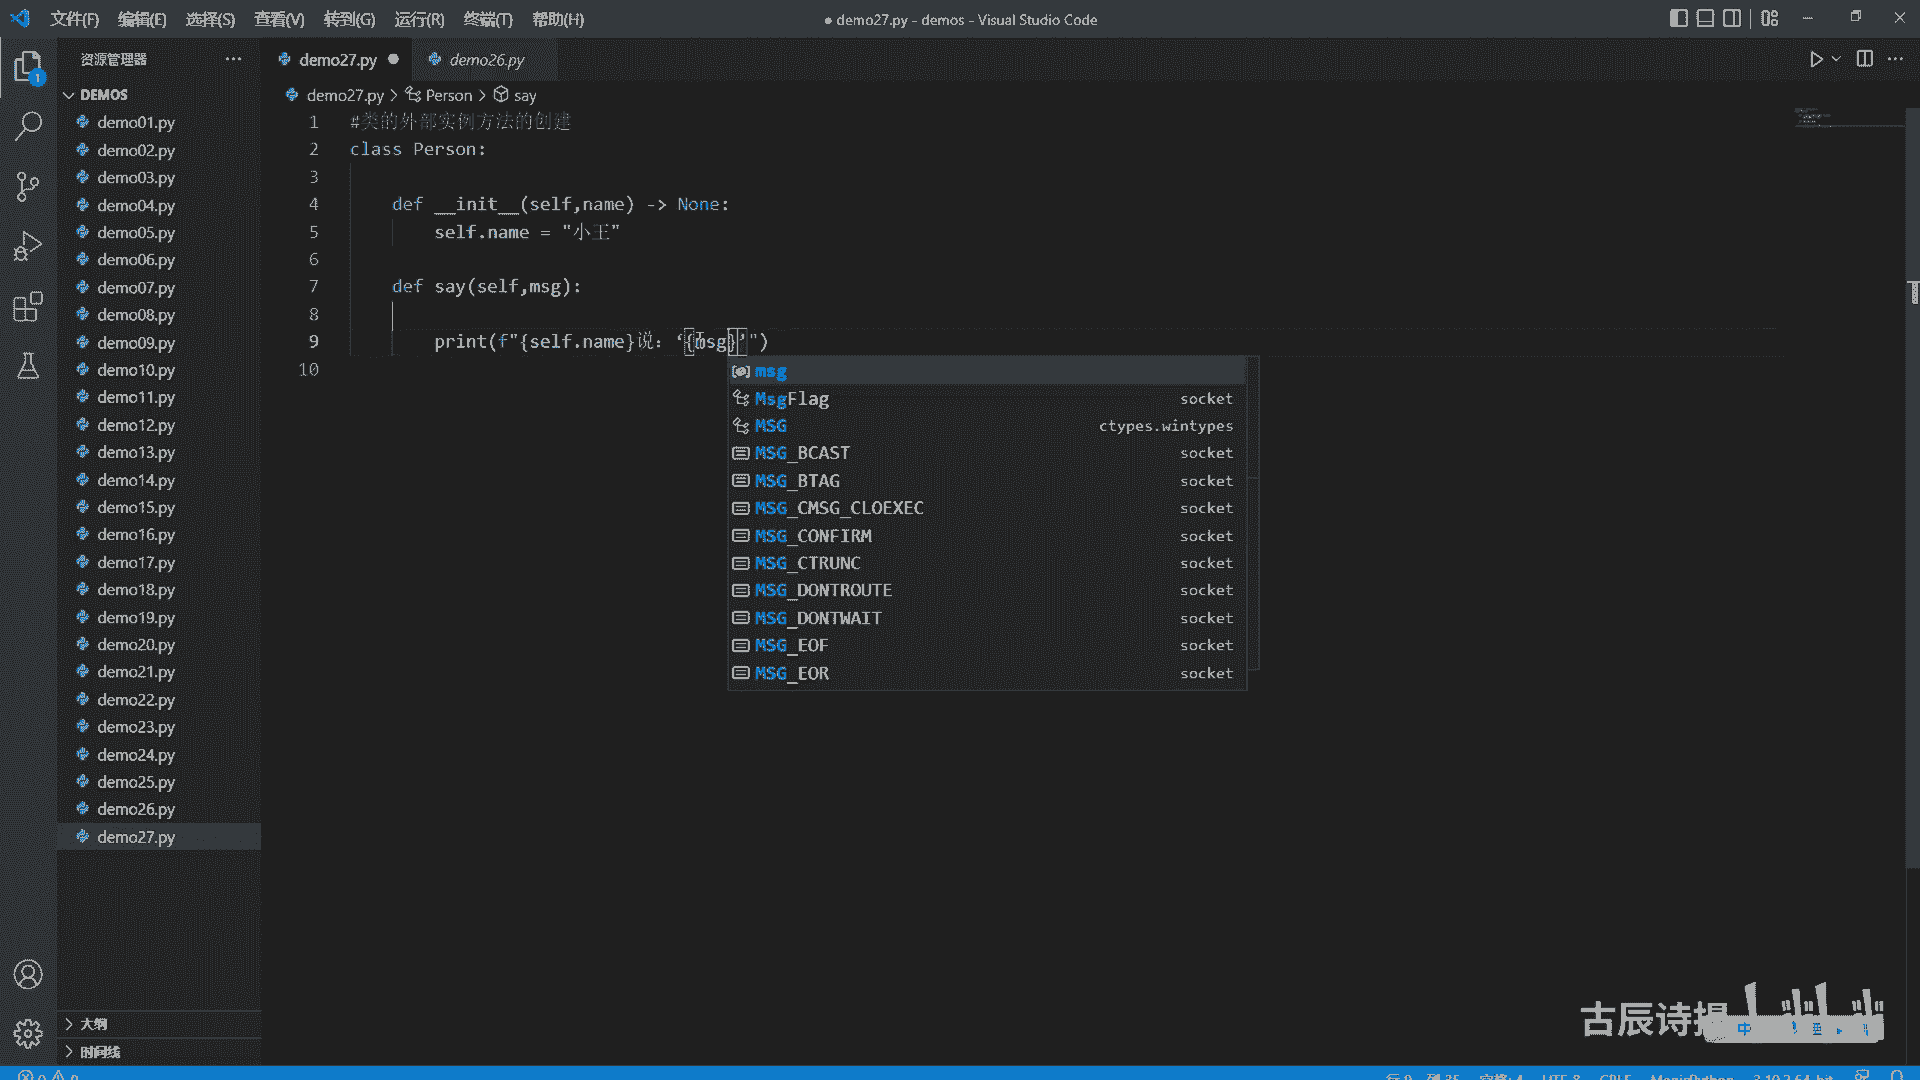 文件(F) 编辑(E) 选择(S) 查看(V) 转到(G) 运行(R) 终端(T) 帮助(H)
● demo27.py - demos - Visual Studio Code
资源管理器
demo27.py
demo26.py
DEMOS
demo01.py
demo02.py
demo03.py
demo04.py
demo05.py
demo06.py
demo07.py
demo08.py
demo09.py
demo10.py
demo11.py
demo12.py
demo13.py
demo14.py
demo15.py
demo16.py
demo17.py
demo18.py
demo19.py
demo20.py
demo21.py
demo22.py
demo23.py
demo24.py
demo25.py
demo26.py
demo27.py
大纲
时间线
1
demo27.py > Person > say
1 #类的外部实例方法的创建
2 class Person:
3
4 def __init__(self,name) -> None:
5 self.name = "小王"
6
7 def say(self,msg):
8
9 print(f"{self.name}说：‘{msg}’")
10
msg
MsgFlag socket
MSG ctypes.wintypes
MSG_BCAST socket
MSG_BTAG socket
MSG_CMSG_CLOEXEC socket
MSG_CONFIRM socket
MSG_CTRUNC socket
MSG_DONTROUTE socket
MSG_DONTWAIT socket
MSG_EOF socket
MSG_EOR socket
古辰诗
中